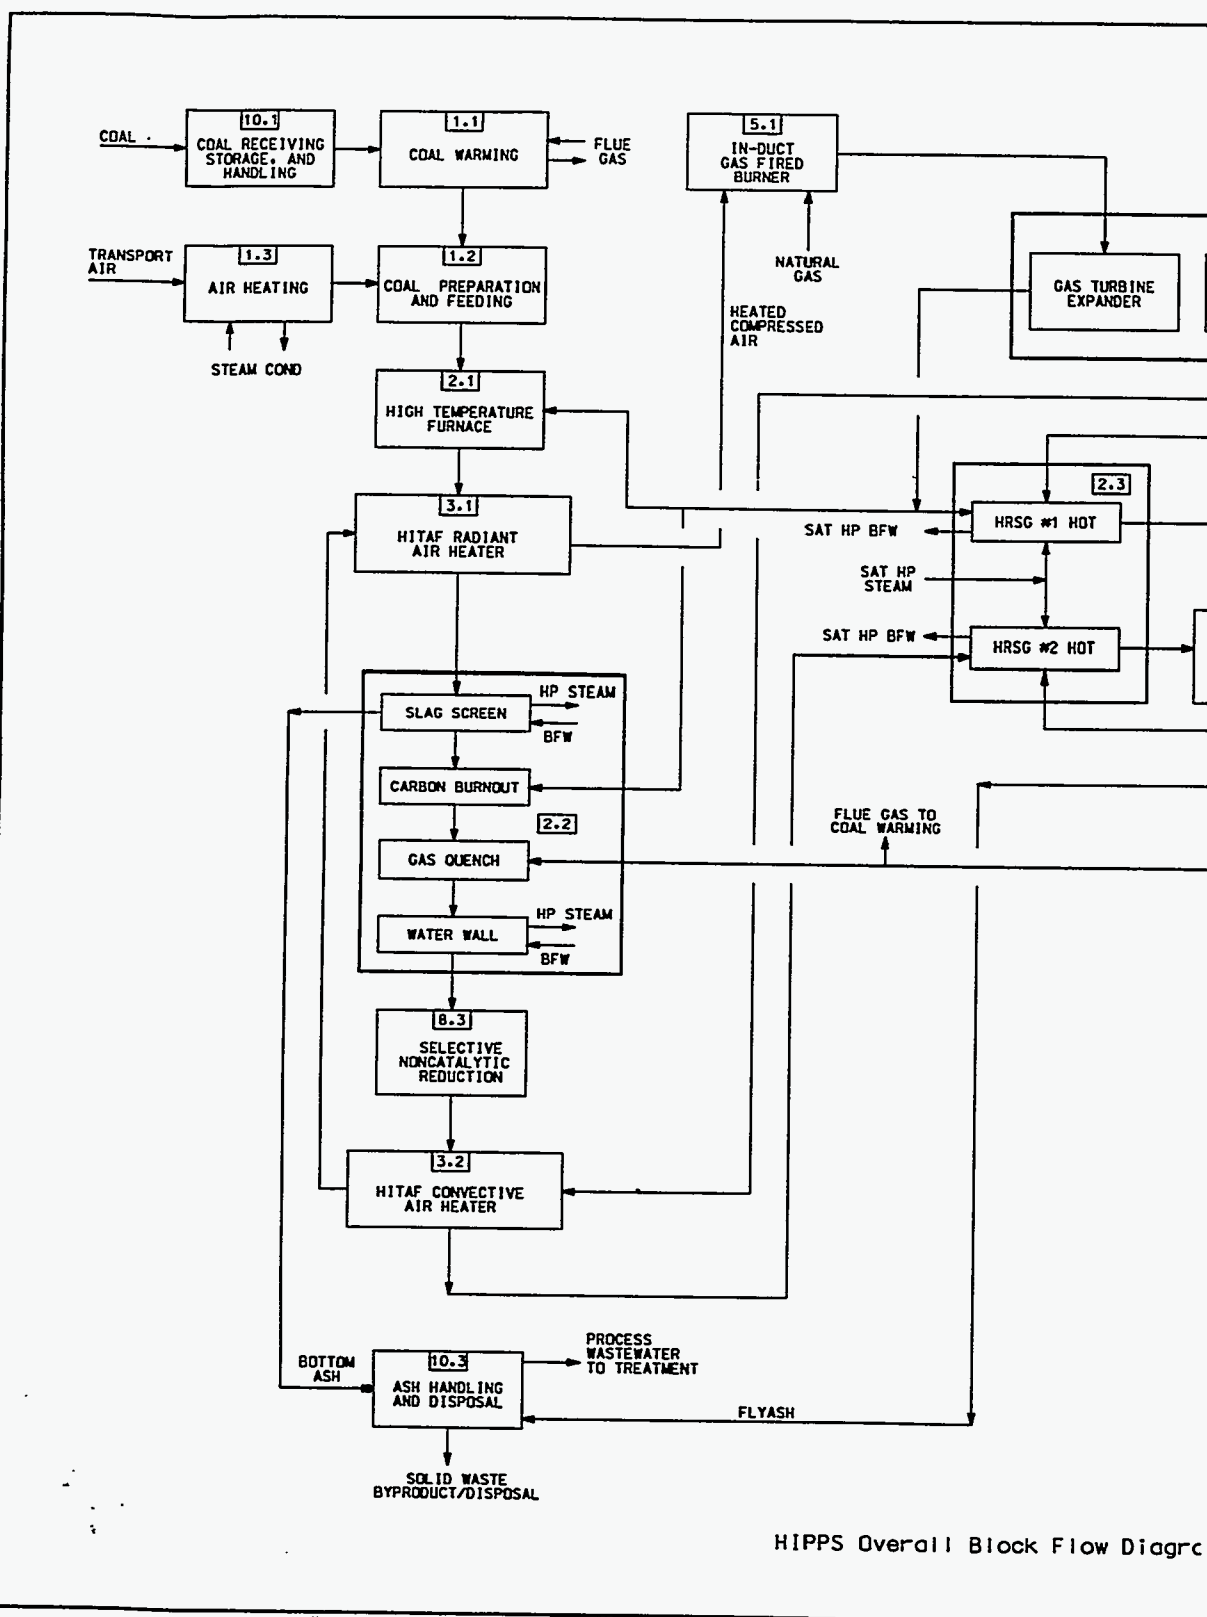 COAL
10.1
COAL RECEIVING
STORAGE, AND
HANDLING
1.1
COAL WARMING
FLUE
GAS
5.1
IN-DUCT
GAS FIRED
BURNER
NATURAL
GAS
TRANSPORT
AIR
1.3
AIR HEATING
STEAM COND
1.2
COAL PREPARATION
AND FEEDING
GAS TURBINE
EXPANDER
HEATED
COMPRESSED
AIR
2.1
HIGH TEMPERATURE
FURNACE
3.1
HITAF RADIANT
AIR HEATER
2.3
HRSG #1 HOT
SAT HP BFW
SAT HP
STEAM
SAT HP BFW
HRSG #2 HOT
HP STEAM
SLAG SCREEN
BFW
CARBON BURNOUT
2.2
FLUE GAS TO
COAL WARMING
GAS QUENCH
HP STEAM
WATER WALL
BFW
8.3
SELECTIVE
NONCATALYTIC
REDUCTION
3.2
HITAF CONVECTIVE
AIR HEATER
BOTTOM
ASH
10.3
ASH HANDLING
AND DISPOSAL
PROCESS
WASTEWATER
TO TREATMENT
FLYASH
SOLID WASTE
BYPRODUCT/DISPOSAL
HIPPS Overall Block Flow Diagrc